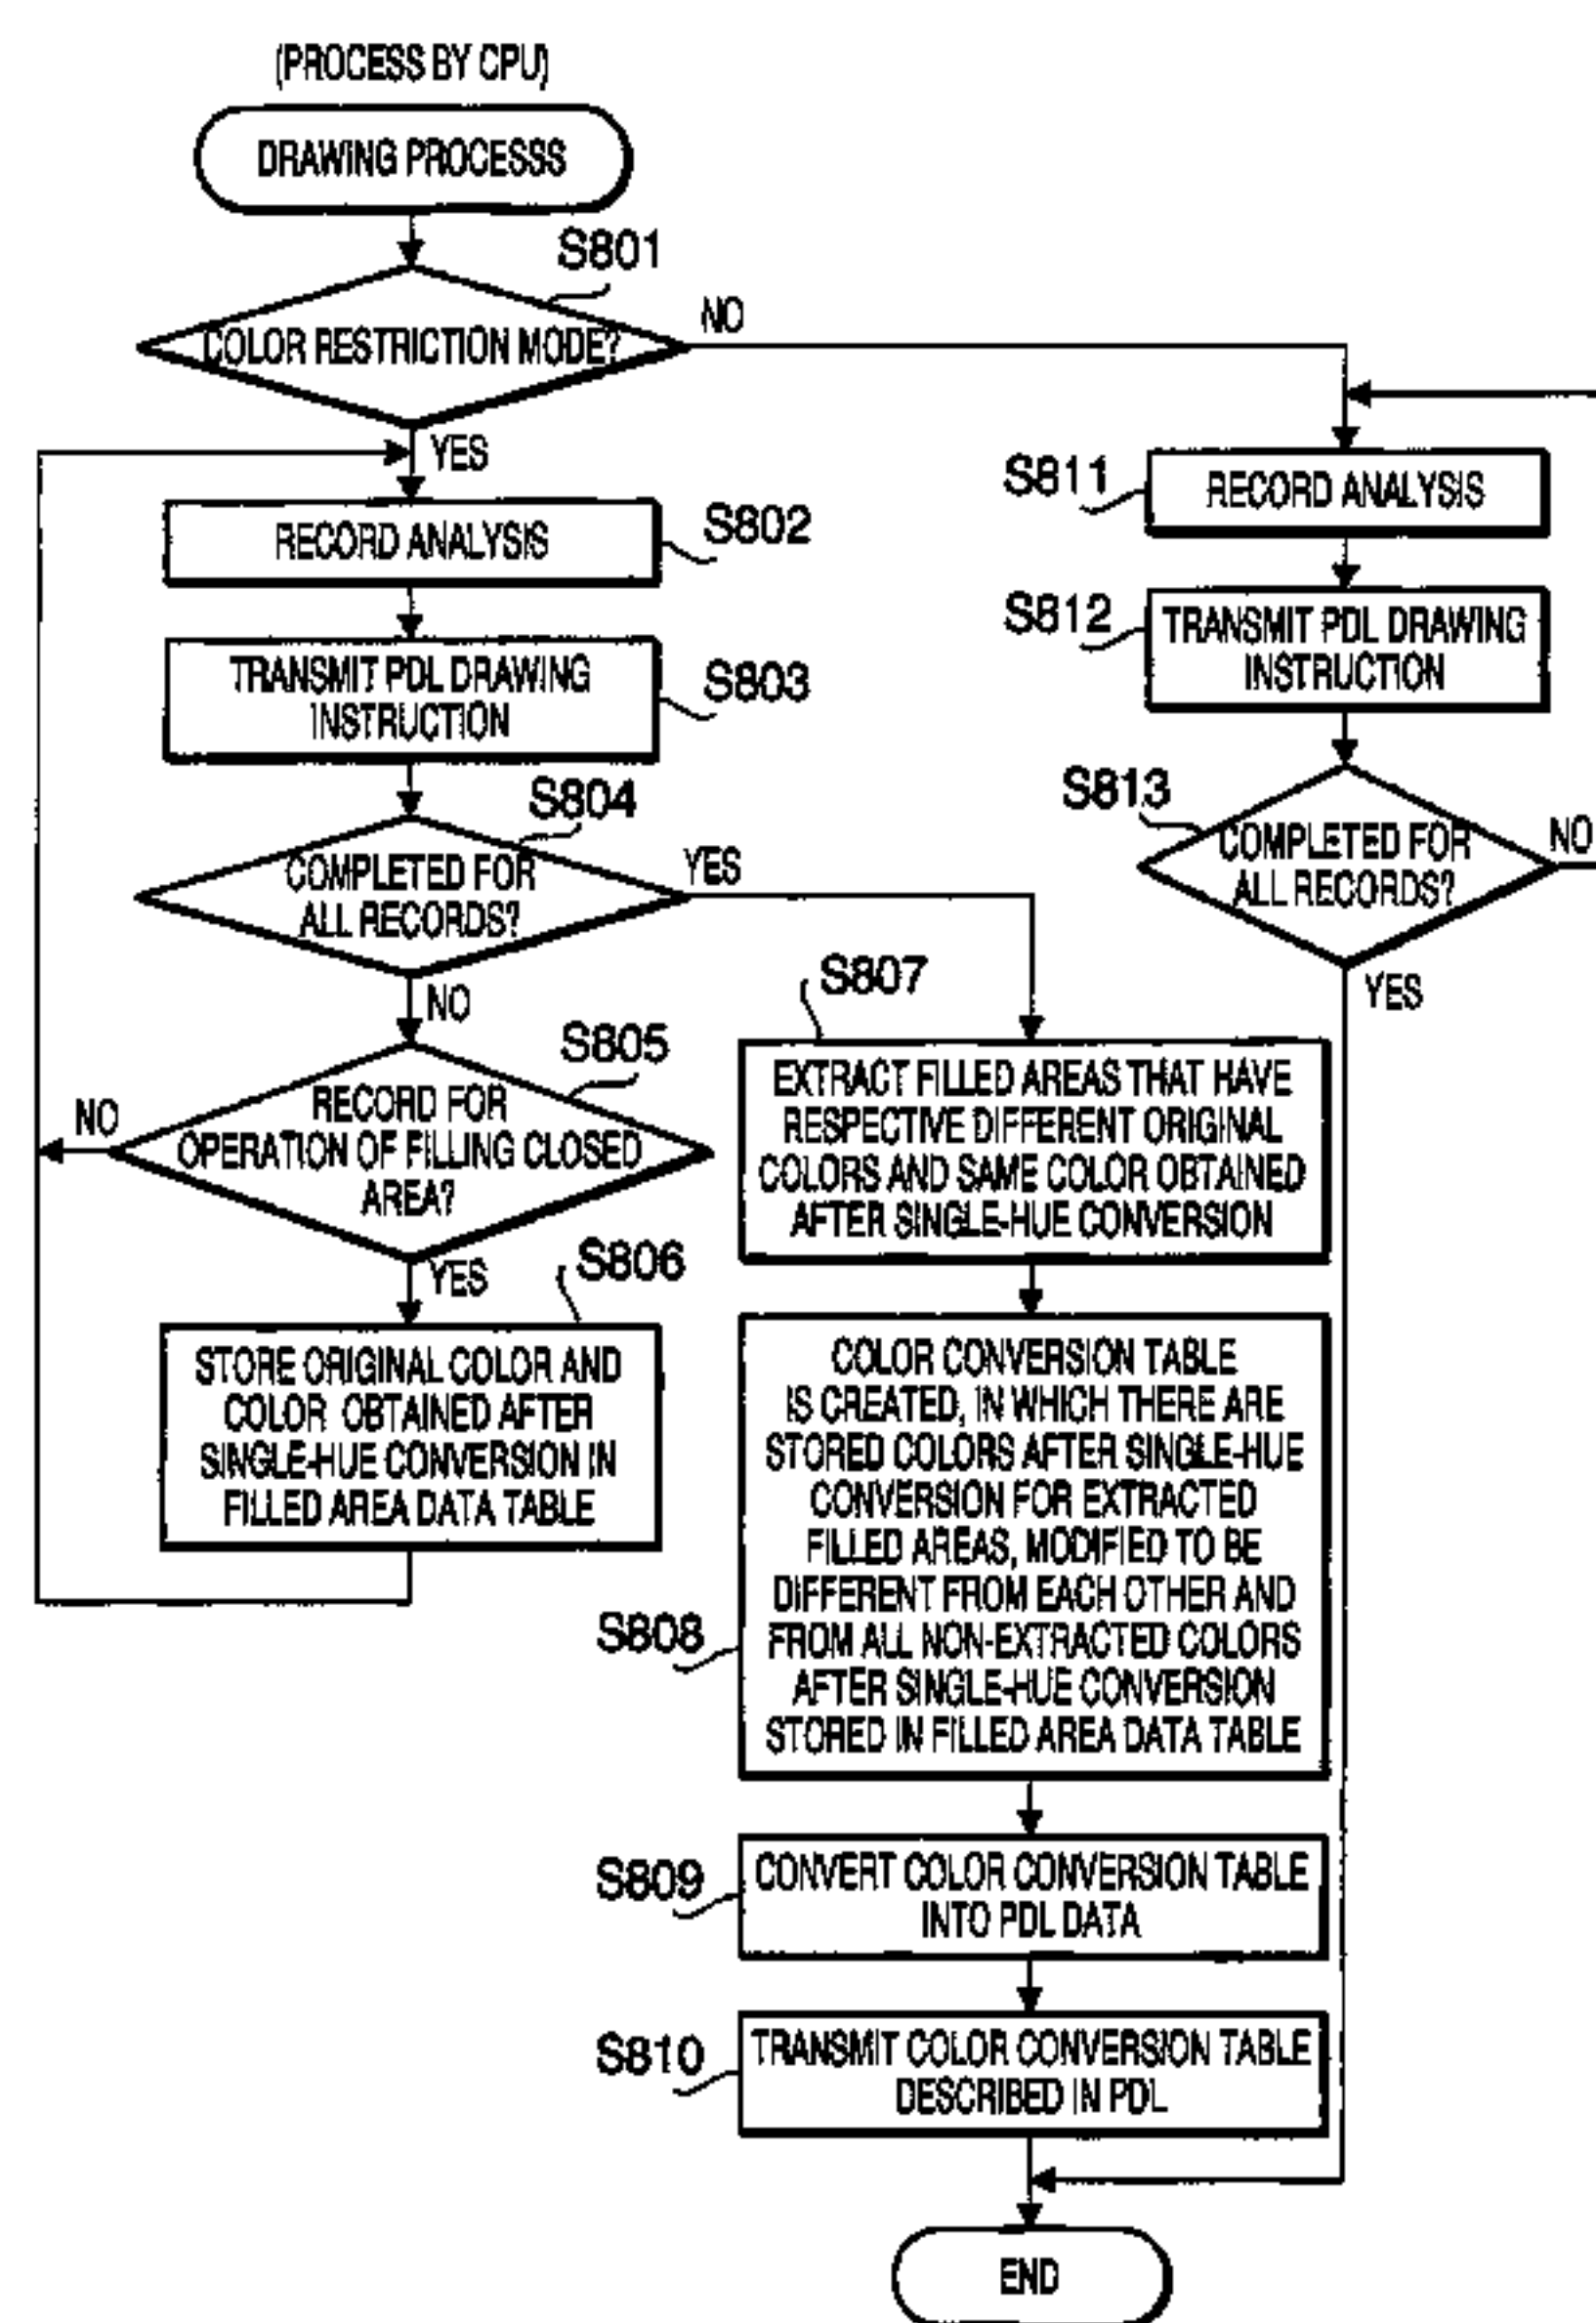 (PROCESS BY CPU)
DRAWING PROCESSS
S801
COLOR RESTRICTION MODE?
NO
YES
RECORD ANALYSIS
S802
TRANSMIT PDL DRAWING
INSTRUCTION
S803
S804
COMPLETED FOR
ALL RECORDS?
YES
NO
S805
RECORD FOR
OPERATION OF FILLING CLOSED
AREA?
NO
YES
S806
STORE ORIGINAL COLOR AND
COLOR OBTAINED AFTER
SINGLE-HUE CONVERSION IN
FILLED AREA DATA TABLE
S807
EXTRACT FILLED AREAS THAT HAVE
RESPECTIVE DIFFERENT ORIGINAL
COLORS AND SAME COLOR OBTAINED
AFTER SINGLE-HUE CONVERSION
S808
COLOR CONVERSION TABLE
IS CREATED, IN WHICH THERE ARE
STORED COLORS AFTER SINGLE-HUE
CONVERSION FOR EXTRACTED
FILLED AREAS, MODIFIED TO BE
DIFFERENT FROM EACH OTHER AND
FROM ALL NON-EXTRACTED COLORS
AFTER SINGLE-HUE CONVERSION
STORED IN FILLED AREA DATA TABLE
S809
CONVERT COLOR CONVERSION TABLE
INTO PDL DATA
S810
TRANSMIT COLOR CONVERSION TABLE
DESCRIBED IN PDL
S811
RECORD ANALYSIS
S812
TRANSMIT PDL DRAWING
INSTRUCTION
S813
COMPLETED FOR
ALL RECORDS?
NO
YES
END